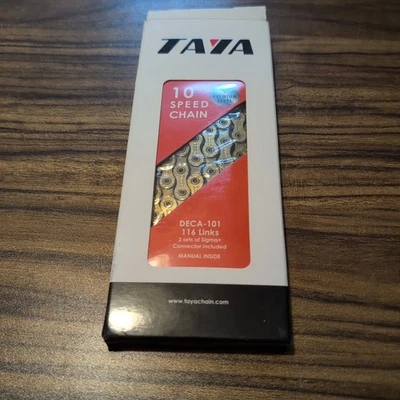 TAYA
10
SPEED
CHAIN
DECA-101
116 Links
2 sets of Sigma+
Connector Included
MANUAL INSIDE
www.tayachain.com